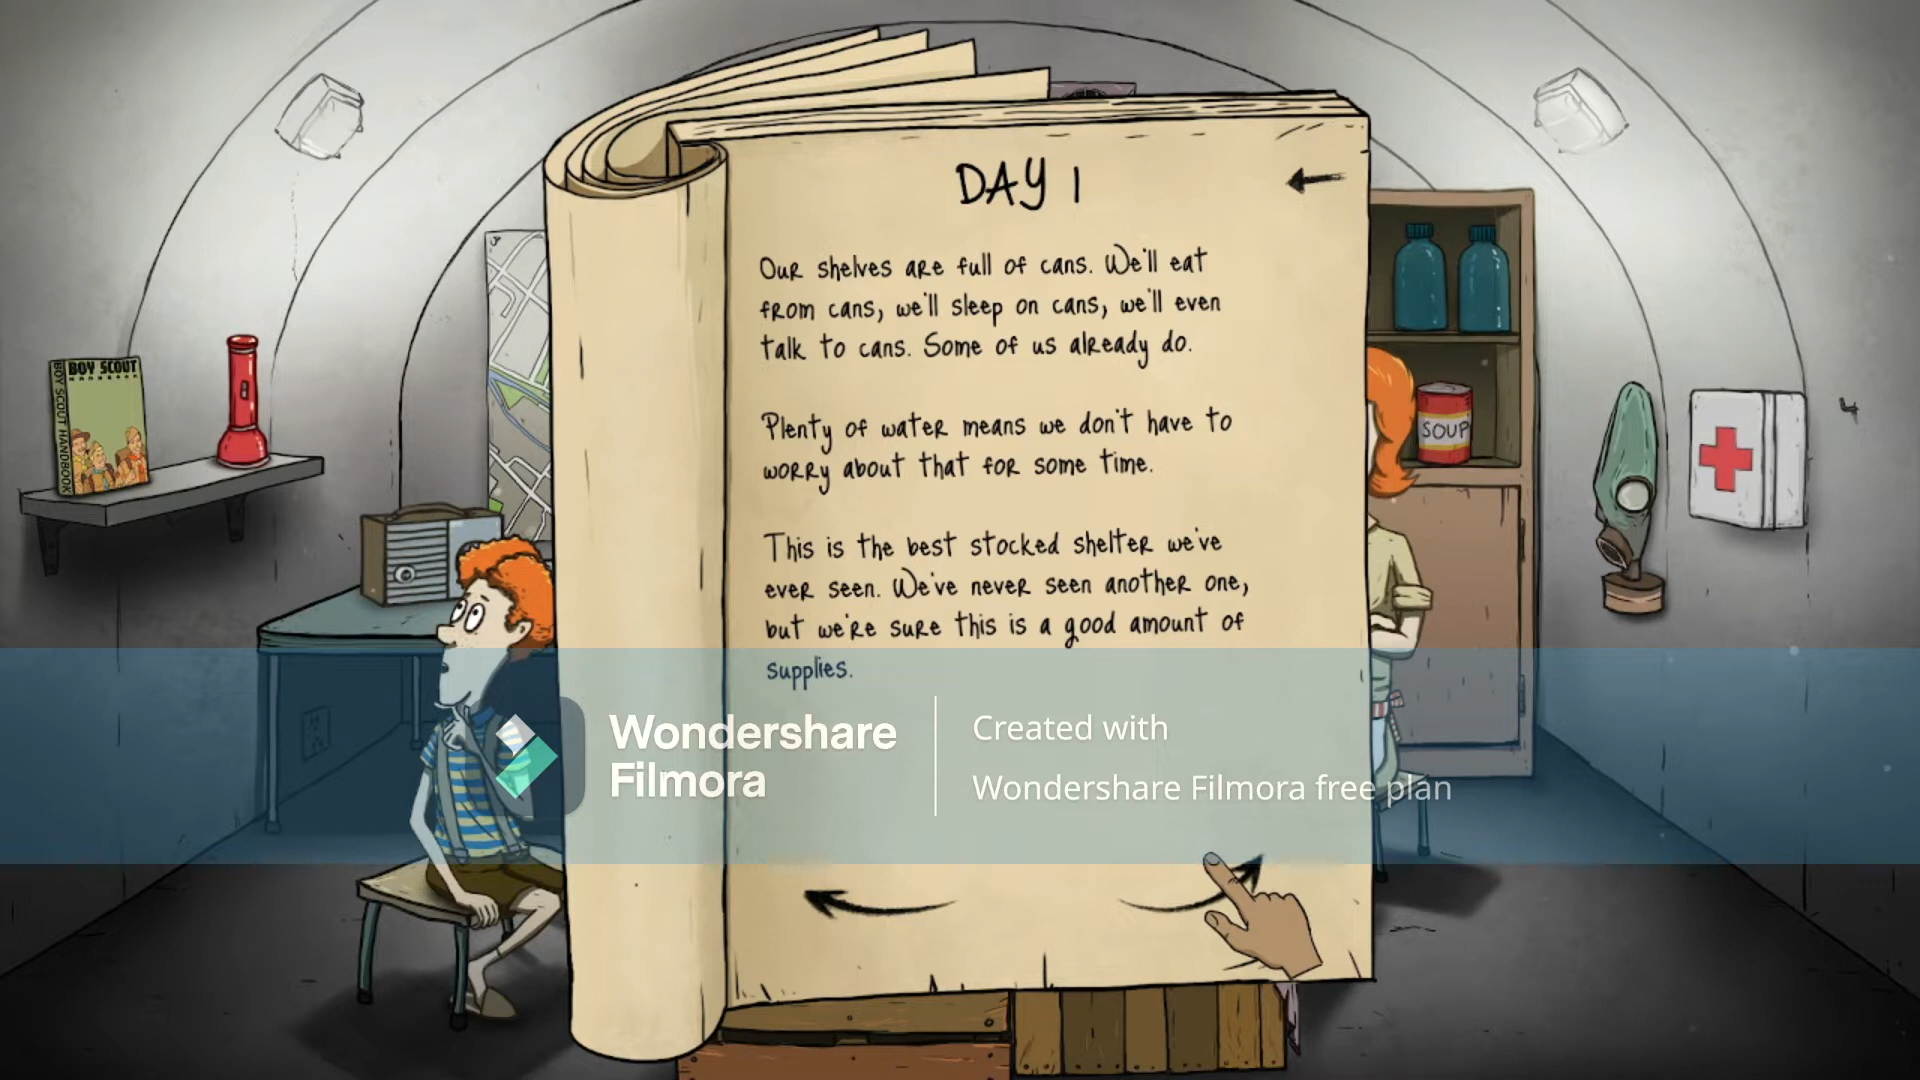 DAY 1
Our shelves are full of cans. We'll eat
from cans, we'll sleep on cans, we'll even
talk to cans. Some of us already do.
Plenty of water means we don't have to
worry about that for some time.
This is the best stocked shelter we've
ever seen. We've never seen another one,
but we're sure this is a good amount of
supplies.
BOY SCOUT
HANDBOOK
BOY SCOUT HANDBOOK
SOUP
Wondershare
Filmora
Created with
Wondershare Filmora free plan